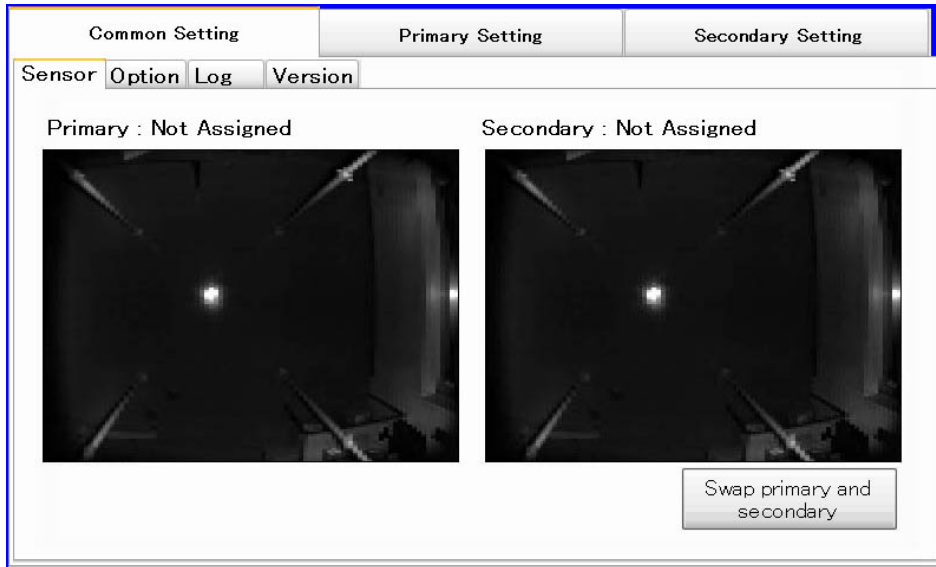 Common Setting
Primary Setting
Secondary Setting
Sensor
Option
Log
Version
Primary : Not Assigned
Secondary : Not Assigned
Swap primary and
secondary